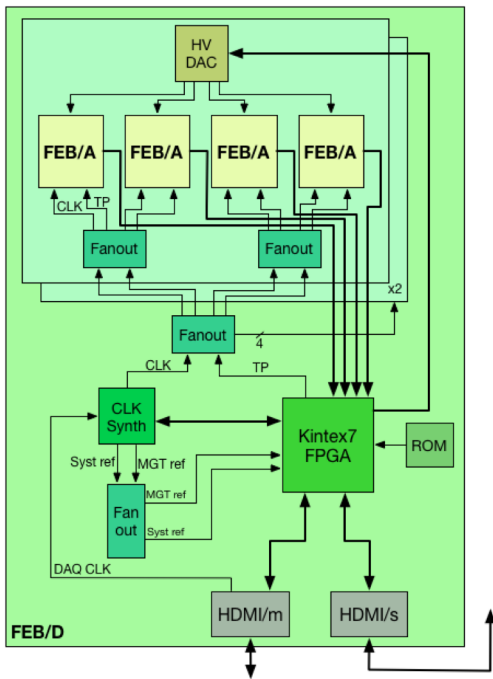 HV
DAC
FEB/A
FEB/A
FEB/A
FEB/A
CLK
TP
Fanout
Fanout
x2
Fanout
4
CLK
TP
CLK
Synth
Kintex7
FPGA
ROM
Syst ref
MGT ref
Fan
out
MGT ref
Syst ref
DAQ CLK
HDMI/m
HDMI/s
FEB/D